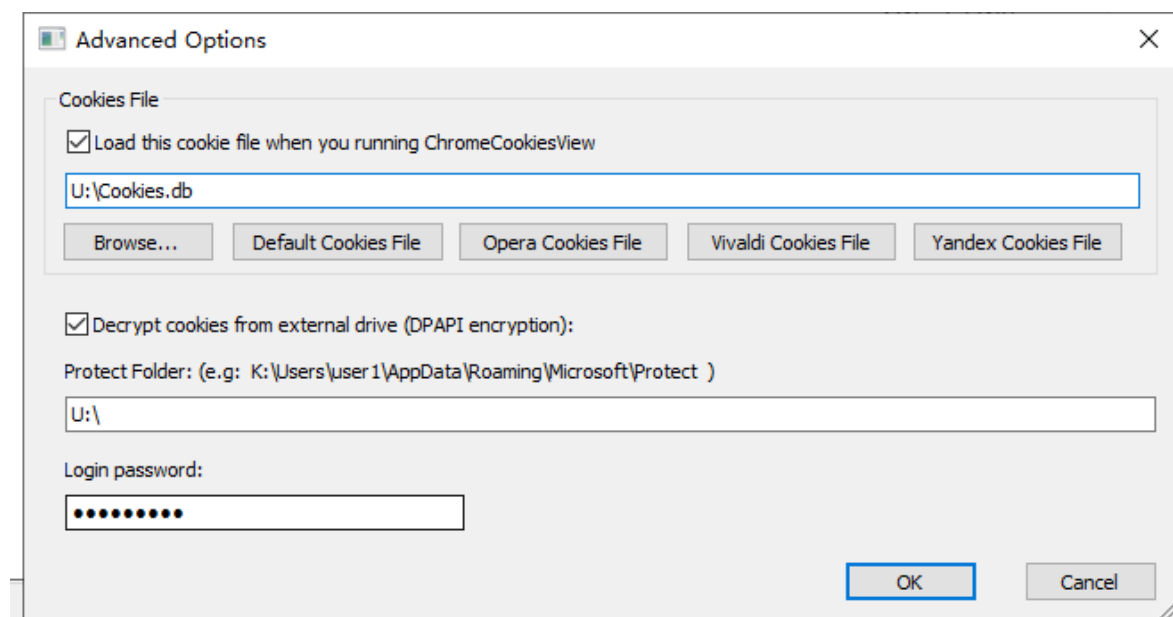 Advanced Options
Cookies File
Load this cookie file when you running ChromeCookiesView
U:\Cookies.db
Browse... Default Cookies File Opera Cookies File Vivaldi Cookies File Yandex Cookies File
Decrypt cookies from external drive (DPAPI encryption):
Protect Folder: (e.g: K:\Users\user1\AppData\Roaming\Microsoft\Protect )
U:\
Login password:
●●●●●●●●●
OK Cancel